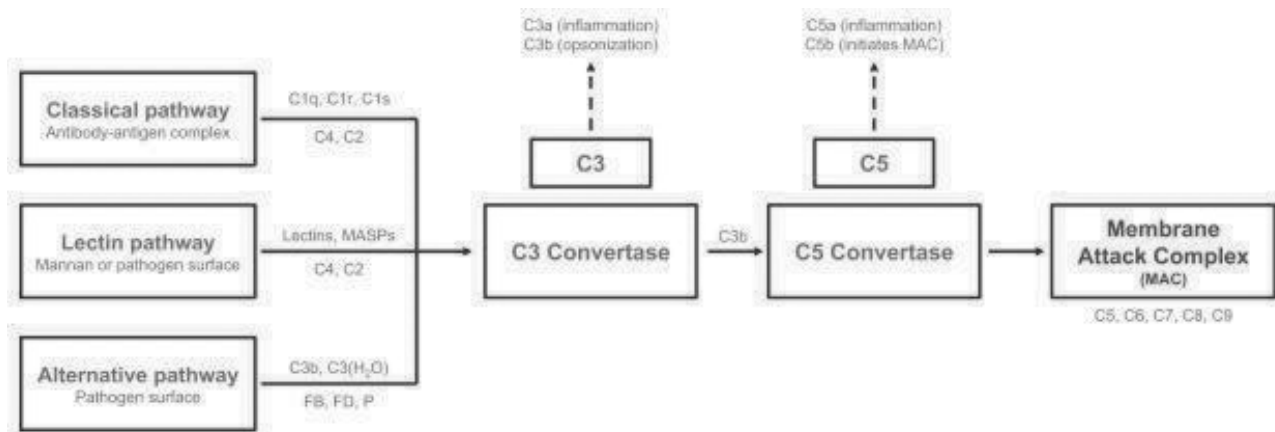 C3a (inflammation)
C3b (opsonization)
C5a (inflammation)
C5b (initiates MAC)
Classical pathway
Antibody-antigen complex
C1q, C1r, C1s
C4, C2
C3
C5
Lectin pathway
Mannan or pathogen surface
Lectins, MASPs
C4, C2
C3 Convertase
C3b
C5 Convertase
Membrane
Attack Complex
(MAC)
C5, C6, C7, C8, C9
Alternative pathway
Pathogen surface
C3b, C3(H₂O)
FB, FD, P